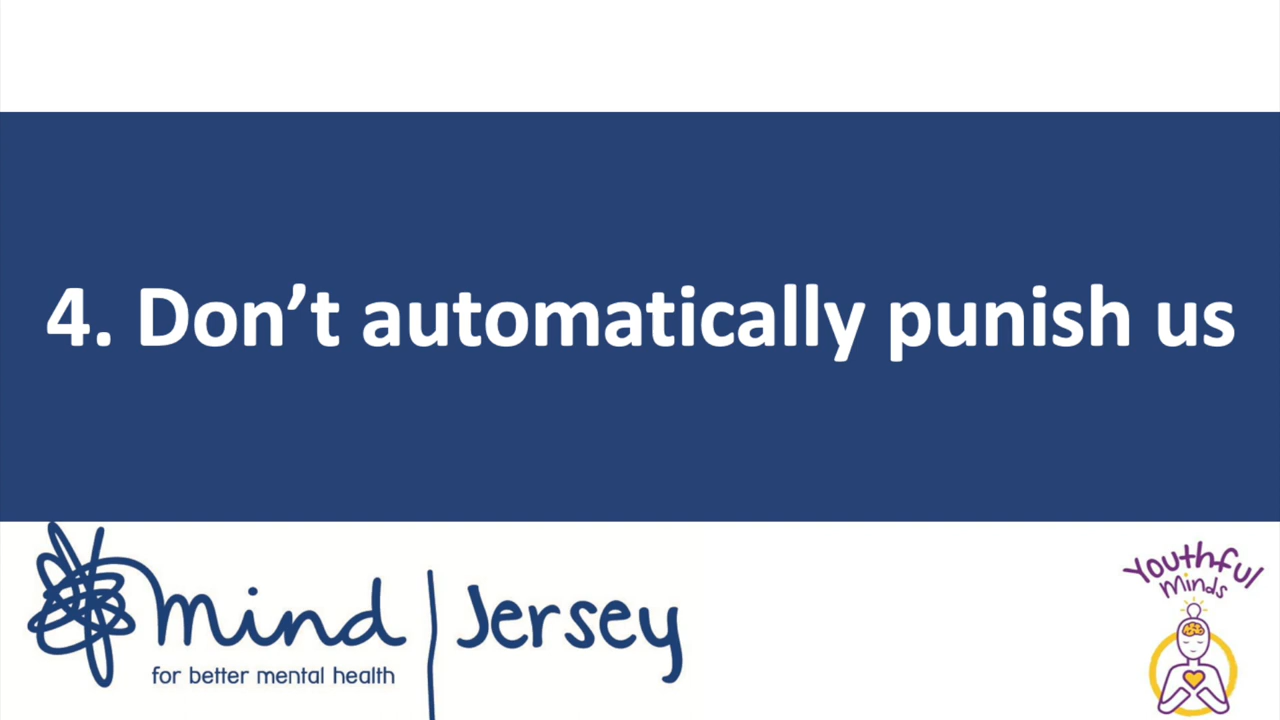 4. Don’t automatically punish us
mind Jersey
for better mental health
Youthful
Minds